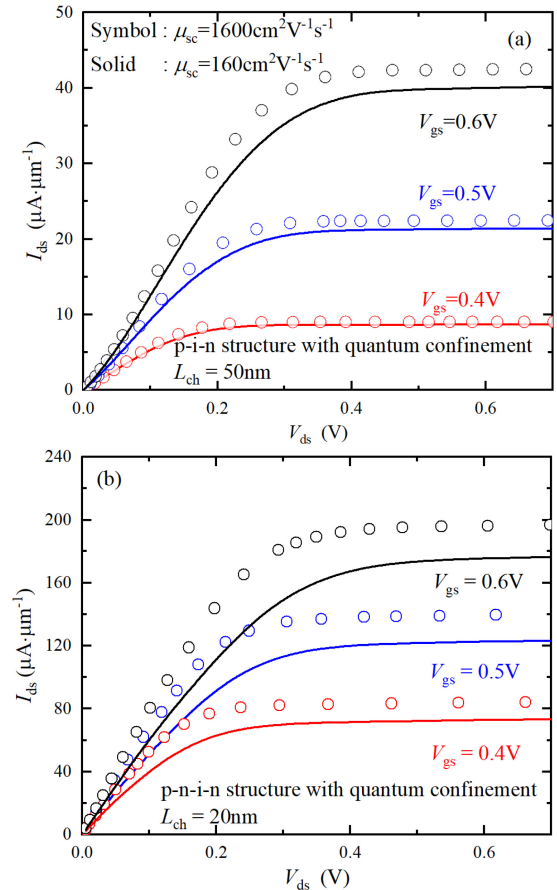 Symbol : μsc=1600cm²V⁻¹s⁻¹
(a)
Solid : μsc=160cm²V⁻¹s⁻¹
50
40
30
20
10
0
Ids (μA·μm⁻¹)
Vgs=0.6V
Vgs=0.5V
Vgs=0.4V
p-i-n structure with quantum confinement
Lch = 50nm
0.0 0.2 0.4 0.6
Vds (V)
(b)
240
200
160
120
80
40
0
Ids (μA·μm⁻¹)
Vgs = 0.6V
Vgs = 0.5V
Vgs = 0.4V
p-n-i-n structure with quantum confinement
Lch = 20nm
0.0 0.2 0.4 0.6
Vds (V)